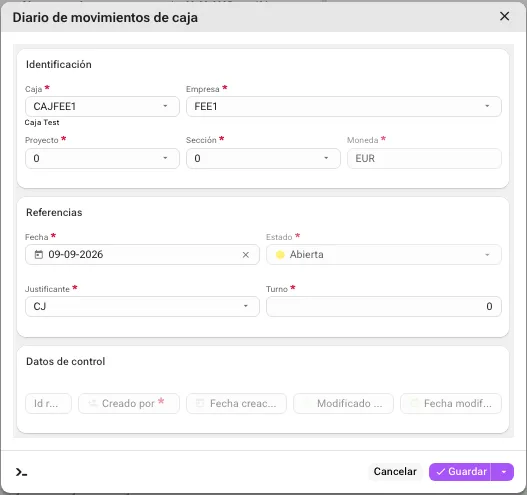 Diario de movimientos de caja
Identificación
Caja * Empresa *
CAJFEE1 FEE1
Caja Test
Proyecto * Sección * Moneda *
0 0 EUR
Referencias
Fecha * Estado *
09-09-2026 Abierta
Justificante * Turno *
CJ 0
Datos de control
Id r... Creado por * Fecha creac... Modificado ... Fecha modif...
Cancelar Guardar